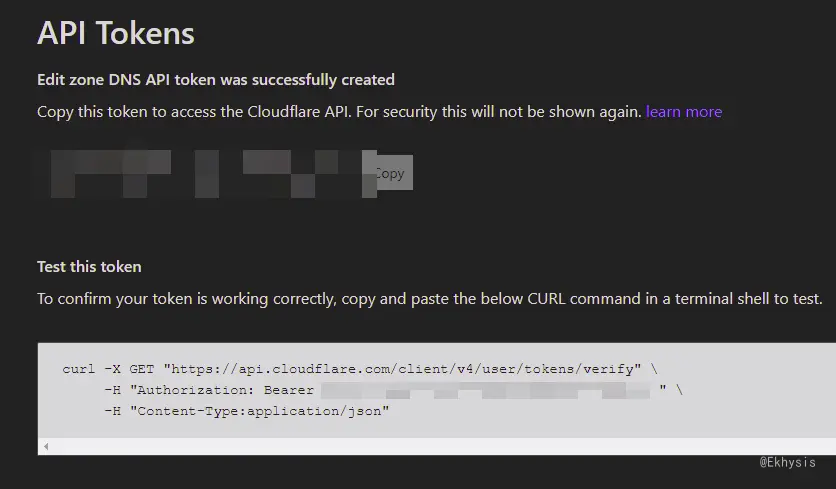 API Tokens
Edit zone DNS API token was successfully created
Copy this token to access the Cloudflare API. For security this will not be shown again. learn more
Copy
Test this token
To confirm your token is working correctly, copy and paste the below CURL command in a terminal shell to test.
curl -X GET "https://api.cloudflare.com/client/v4/user/tokens/verify" \
-H "Authorization: Bearer " \
-H "Content-Type:application/json"
@Ekhysis